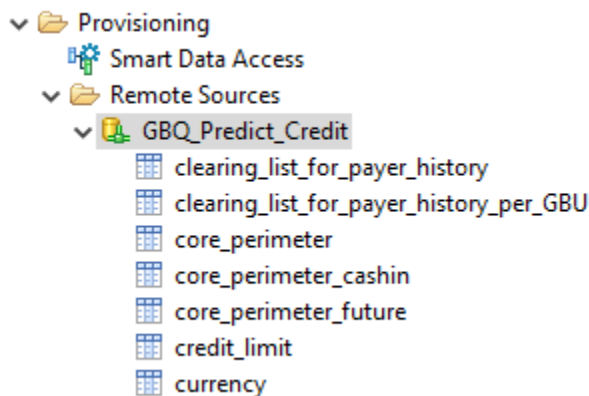 Provisioning
Smart Data Access
Remote Sources
GBQ_Predict_Credit
clearing_list_for_payer_history
clearing_list_for_payer_history_per_GBU
core_perimeter
core_perimeter_cashin
core_perimeter_future
credit_limit
currency